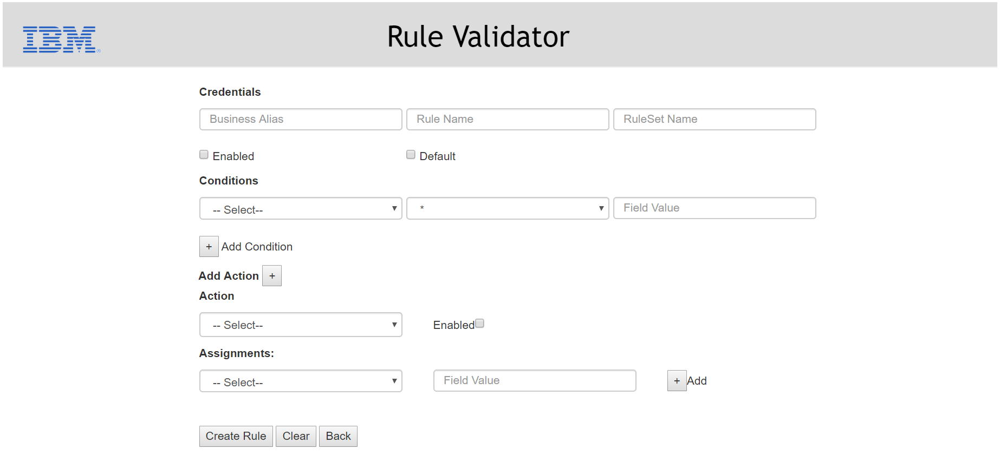 IBM®
Rule Validator
Credentials
Business Alias Rule Name RuleSet Name
Enabled Default
Conditions
-- Select-- * Field Value
+ Add Condition
Add Action +
Action
-- Select-- Enabled
Assignments:
-- Select-- Field Value + Add
Create Rule Clear Back